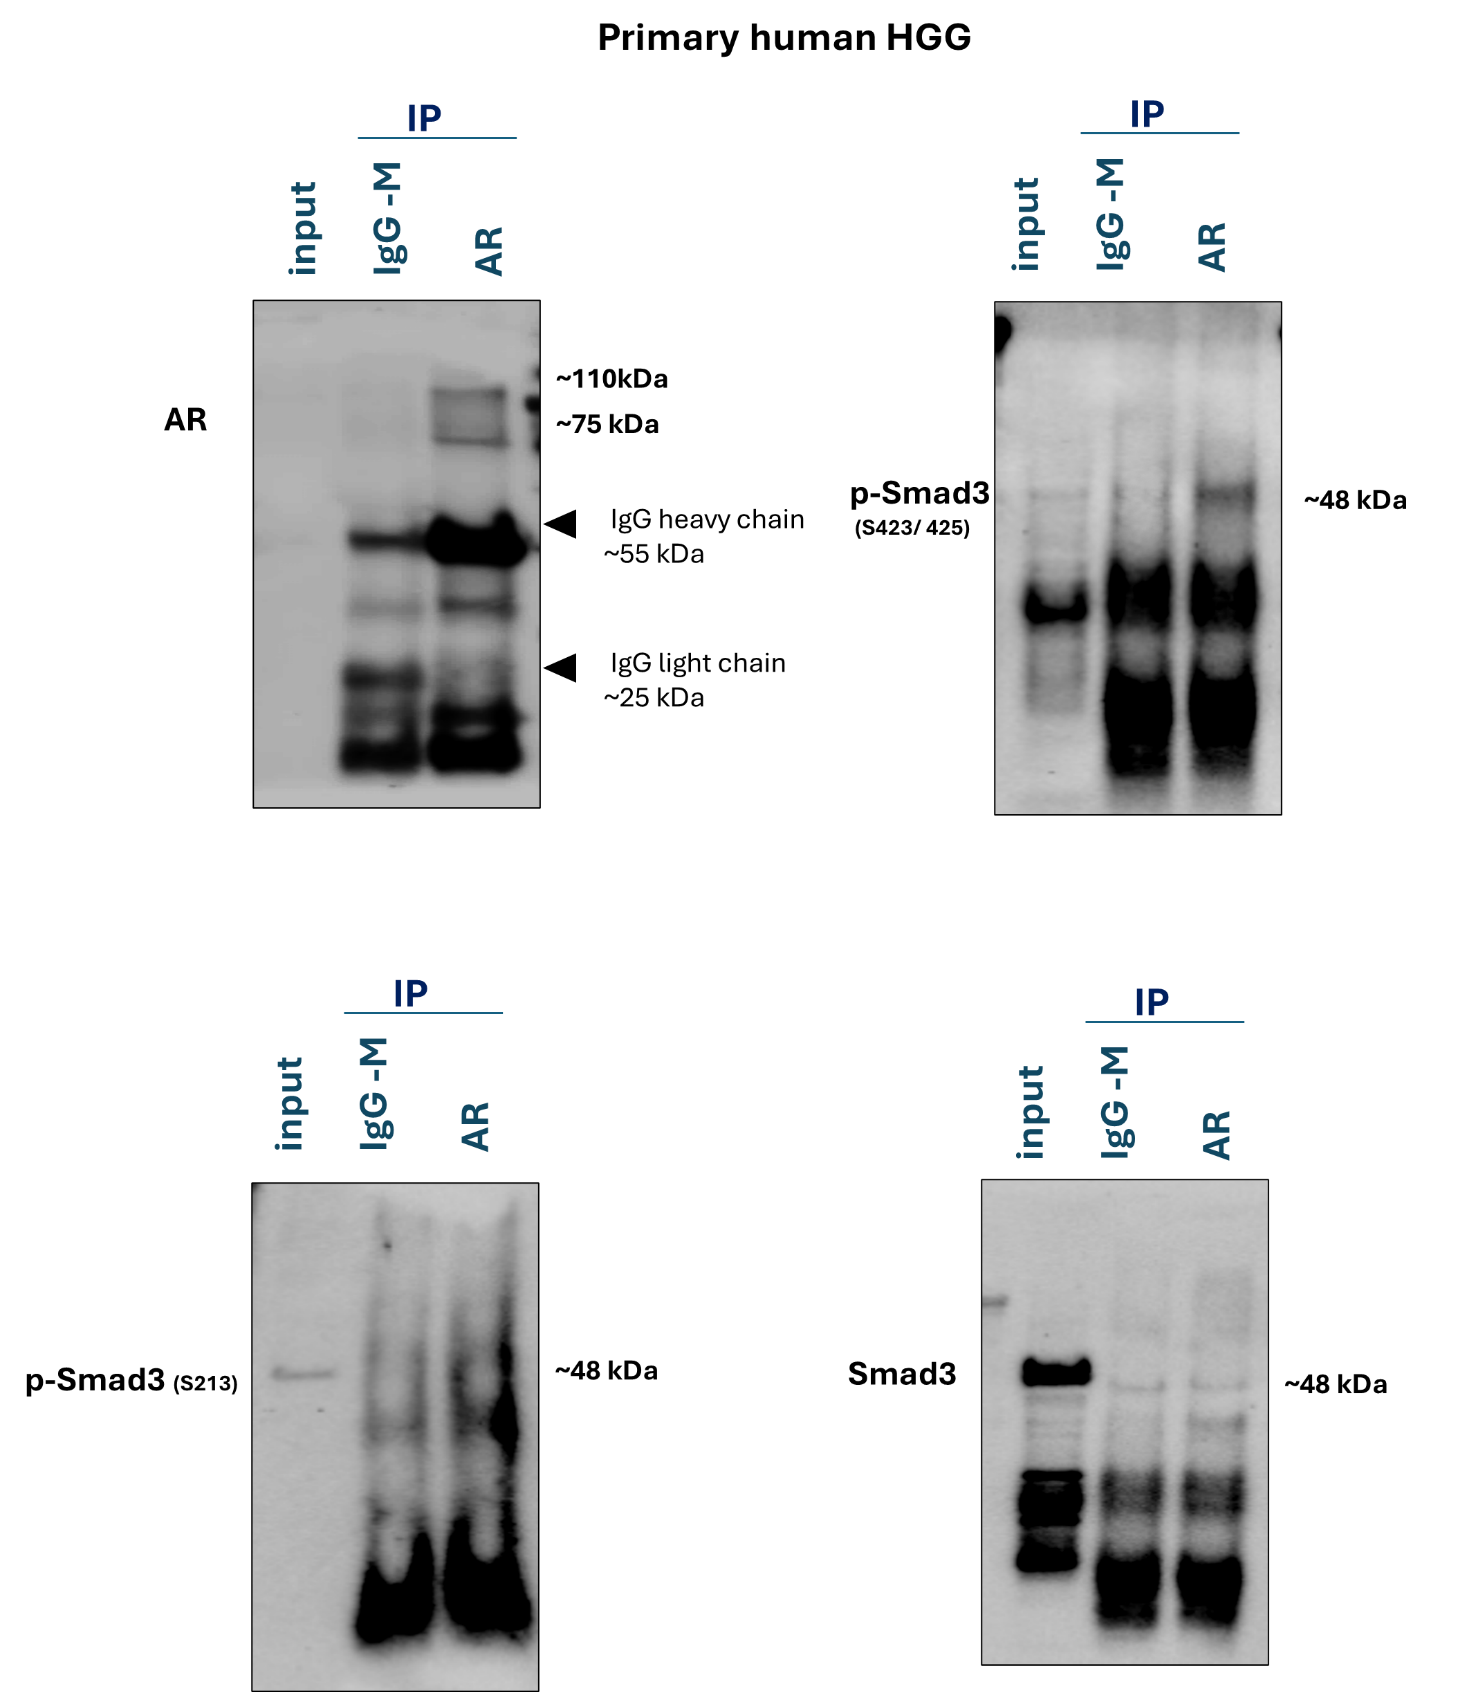 Primary human HGG
IP
input
IgG -M
AR
AR
~110kDa
~75 kDa
IgG heavy chain
~55 kDa
IgG light chain
~25 kDa
IP
input
IgG -M
AR
p-Smad3
(S423/ 425)
~48 kDa
IP
input
IgG -M
AR
p-Smad3 (S213)
~48 kDa
IP
input
IgG -M
AR
Smad3
~48 kDa